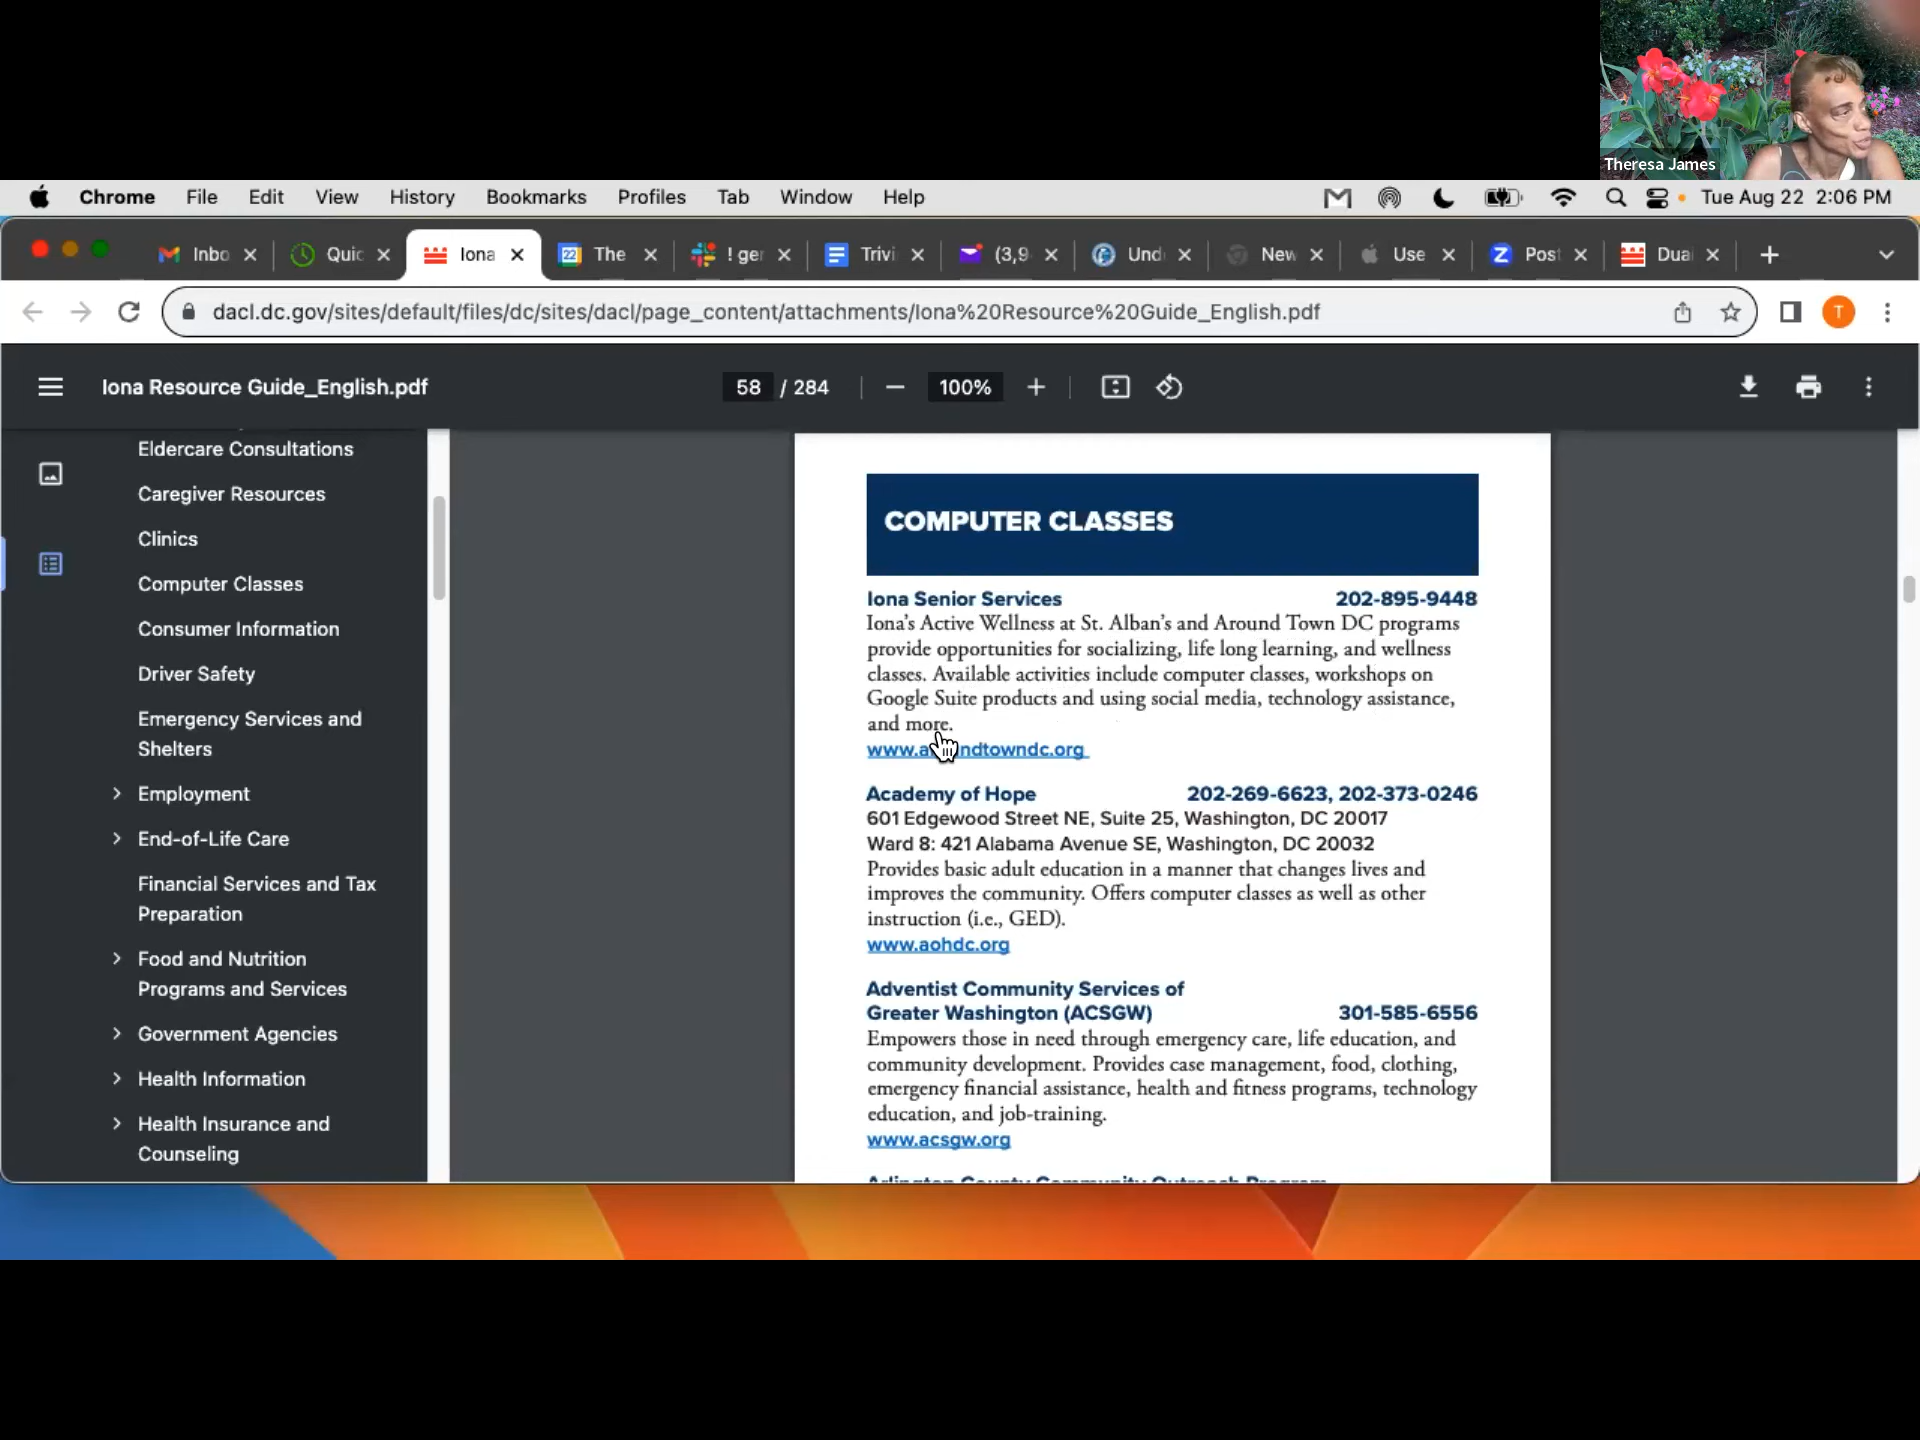 Theresa James
Chrome File Edit View History Bookmarks Profiles Tab Window Help Tue Aug 22 2:06 PM
Inbo Quic Iona 22 The ! ger Trivi (3,9 Und New Use Z Post Dua
dacl.dc.gov/sites/default/files/dc/sites/dacl/page_content/attachments/Iona%20Resource%20Guide_English.pdf T
Iona Resource Guide_English.pdf 58 / 284 100%
Eldercare Consultations
Caregiver Resources
Clinics
Computer Classes
Consumer Information
Driver Safety
Emergency Services and
Shelters
Employment
End-of-Life Care
Financial Services and Tax
Preparation
Food and Nutrition
Programs and Services
Government Agencies
Health Information
Health Insurance and
Counseling
COMPUTER CLASSES
Iona Senior Services 202-895-9448
Iona's Active Wellness at St. Alban's and Around Town DC programs
provide opportunities for socializing, life long learning, and wellness
classes. Available activities include computer classes, workshops on
Google Suite products and using social media, technology assistance,
and more.
www.a ndtowndc.org
Academy of Hope 202-269-6623, 202-373-0246
601 Edgewood Street NE, Suite 25, Washington, DC 20017
Ward 8: 421 Alabama Avenue SE, Washington, DC 20032
Provides basic adult education in a manner that changes lives and
improves the community. Offers computer classes as well as other
instruction (i.e., GED).
www.aohdc.org
Adventist Community Services of
Greater Washington (ACSGW) 301-585-6556
Empowers those in need through emergency care, life education, and
community development. Provides case management, food, clothing,
emergency financial assistance, health and fitness programs, technology
education, and job-training.
www.acsgw.org
Arlington County Community Outreach Program